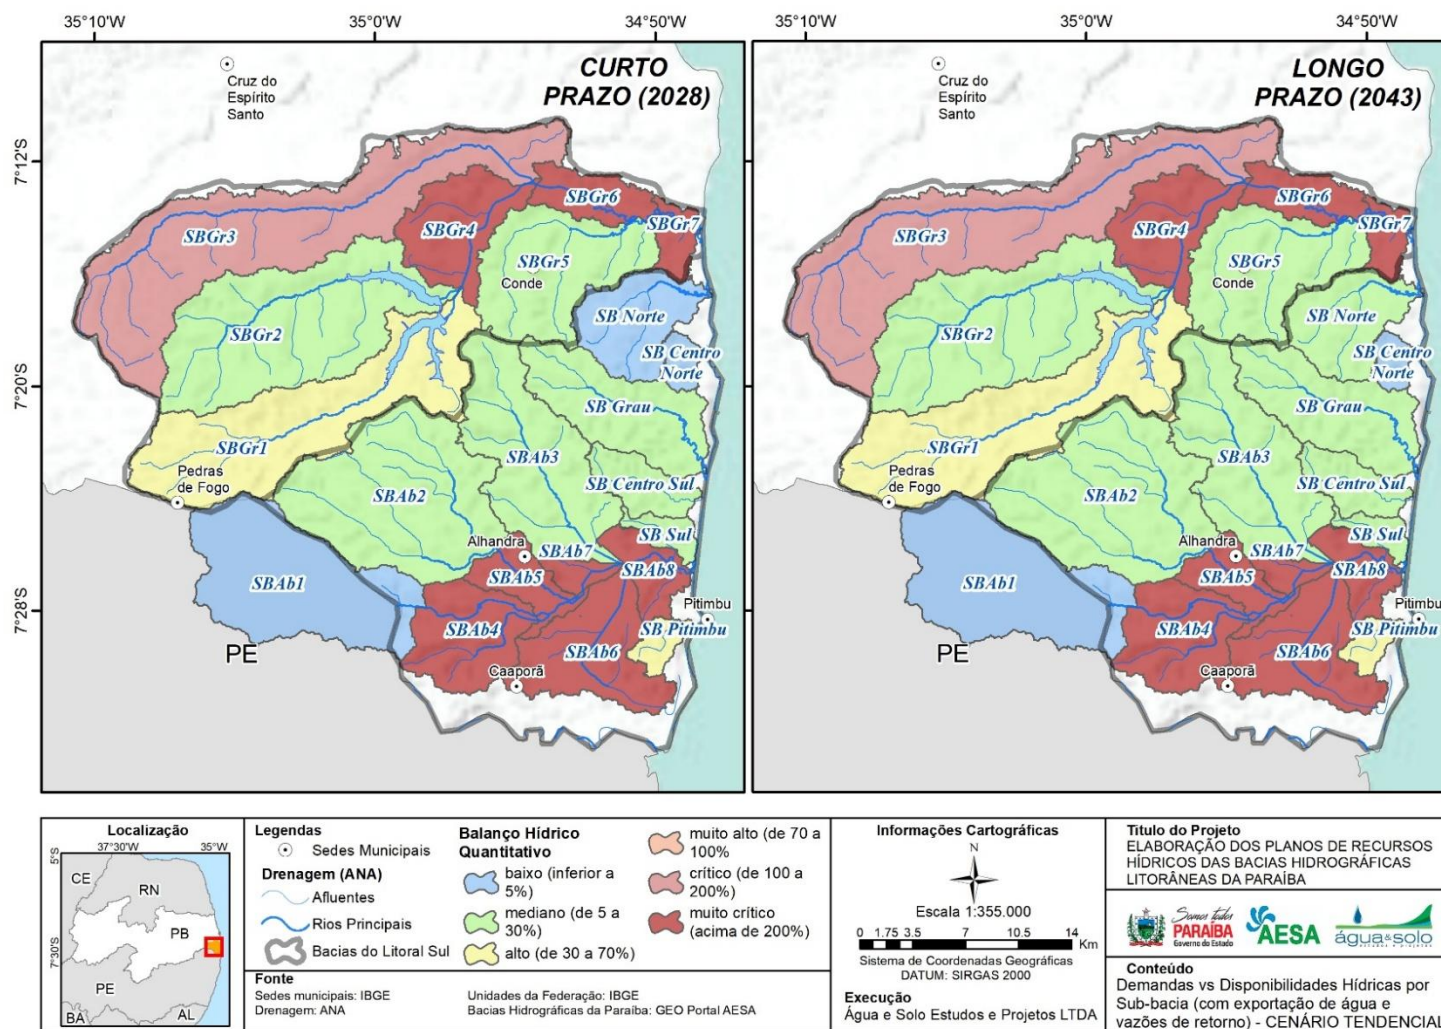 35°10'W
35°00'W
34°50'W
35°10'W
35°00'W
34°50'W
7°12'S
7°20'S
7°28'S
CURTO
PRAZO (2028)
Cruz do
Espírito
Santo
SBGr3
SBGr4
SBGr6
SBGr7
SBGr5
Conde
SBGr2
SB Norte
SB Centro
Norte
SB Grau
SBGr1
SBAb3
Pedras
de Fogo
SBAb2
SB Centro Sul
SB Sul
Alhandra
SBAb7
SBAb8
SBAb5
SBAb1
Pitimbu
SBAb4
SB Pitimbu
SBAb6
PE
Caaporã
LONGO
PRAZO (2043)
Cruz do
Espírito
Santo
SBGr3
SBGr4
SBGr6
SBGr7
SBGr5
Conde
SBGr2
SB Norte
SB Centro
Norte
SB Grau
SBGr1
SBAb3
Pedras
de Fogo
SBAb2
SB Centro Sul
SB Sul
Alhandra
SBAb7
SBAb8
SBAb5
SBAb1
Pitimbu
SBAb4
SB Pitimbu
SBAb6
PE
Caaporã
Localização
37°30'W
35°W
5°S
7°30'S
CE
RN
PB
PE
BA
AL
Legendas
Sedes Municipais
Drenagem (ANA)
Afluentes
Rios Principais
Bacias do Litoral Sul
Balanço Hídrico
Quantitativo
baixo (inferior a
5%)
mediano (de 5 a
30%)
alto (de 30 a 70%)
muito alto (de 70 a
100%
crítico (de 100 a
200%)
muito crítico
(acima de 200%)
Fonte
Sedes municipais: IBGE
Drenagem: ANA
Unidades da Federação: IBGE
Bacias Hidrográficas da Paraíba: GEO Portal AESA
Informações Cartográficas
N
Escala 1:355.000
0 1.75 3.5 7 10.5 14
Km
Sistema de Coordenadas Geográficas
DATUM: SIRGAS 2000
Execução
Água e Solo Estudos e Projetos LTDA
Titulo do Projeto
ELABORAÇÃO DOS PLANOS DE RECURSOS
HÍDRICOS DAS BACIAS HIDROGRÁFICAS
LITORÂNEAS DA PARAÍBA
Somos todos
PARAÍBA
Governo do Estado
AESA
água&solo
Conteúdo
Demandas vs Disponibilidades Hídricas por
Sub-bacia (com exportação de água e
vazões de retorno) - CENÁRIO TENDENCIAL